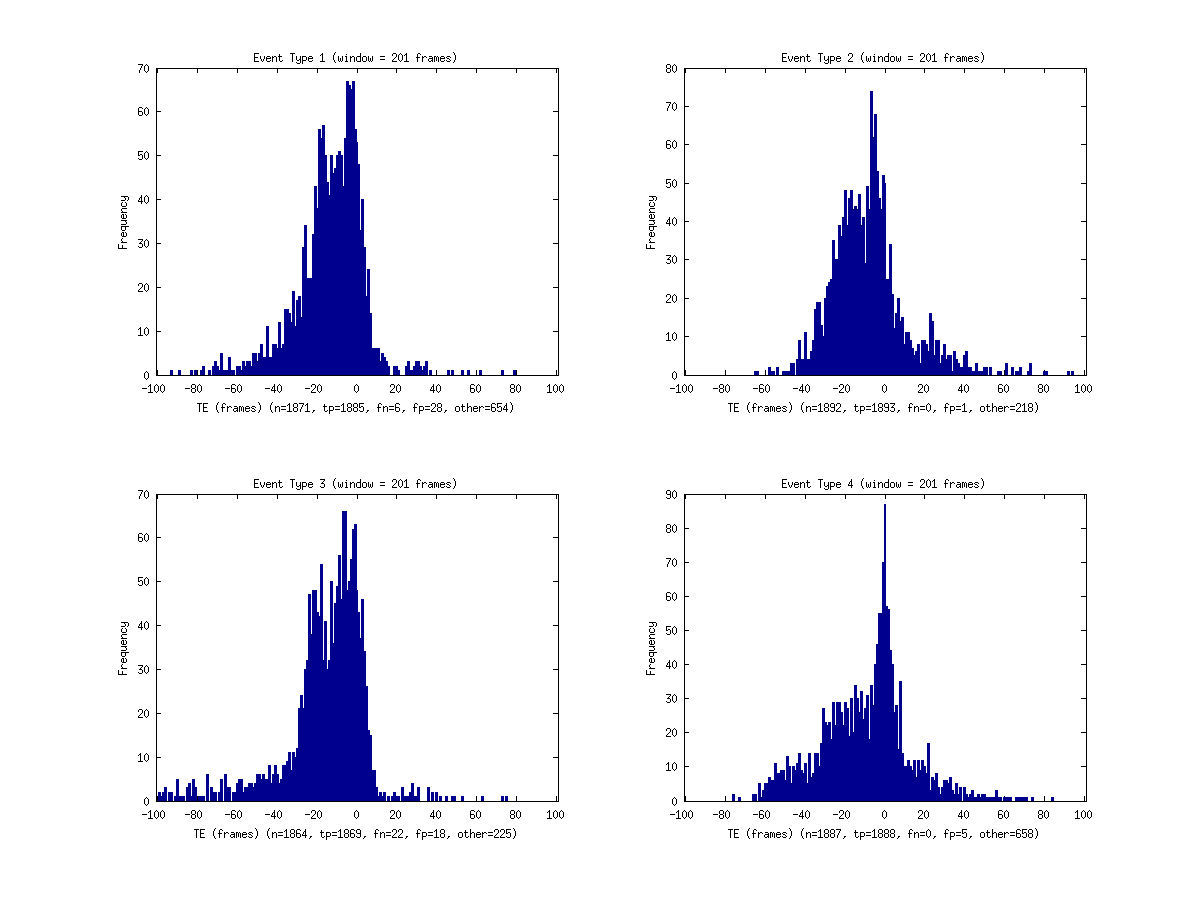 Event Type 1 (window = 201 frames)
70
60
50
40
30
20
10
0
Frequency
-100 -80 -60 -40 -20 0 20 40 60 80 100
TE (frames) (n=1871, tp=1885, fn=6, fp=28, other=654)
Event Type 2 (window = 201 frames)
80
70
60
50
40
30
20
10
0
Frequency
-100 -80 -60 -40 -20 0 20 40 60 80 100
TE (frames) (n=1892, tp=1893, fn=0, fp=1, other=218)
Event Type 3 (window = 201 frames)
70
60
50
40
30
20
10
0
Frequency
-100 -80 -60 -40 -20 0 20 40 60 80 100
TE (frames) (n=1864, tp=1869, fn=22, fp=18, other=225)
Event Type 4 (window = 201 frames)
90
80
70
60
50
40
30
20
10
0
Frequency
-100 -80 -60 -40 -20 0 20 40 60 80 100
TE (frames) (n=1887, tp=1888, fn=0, fp=5, other=658)